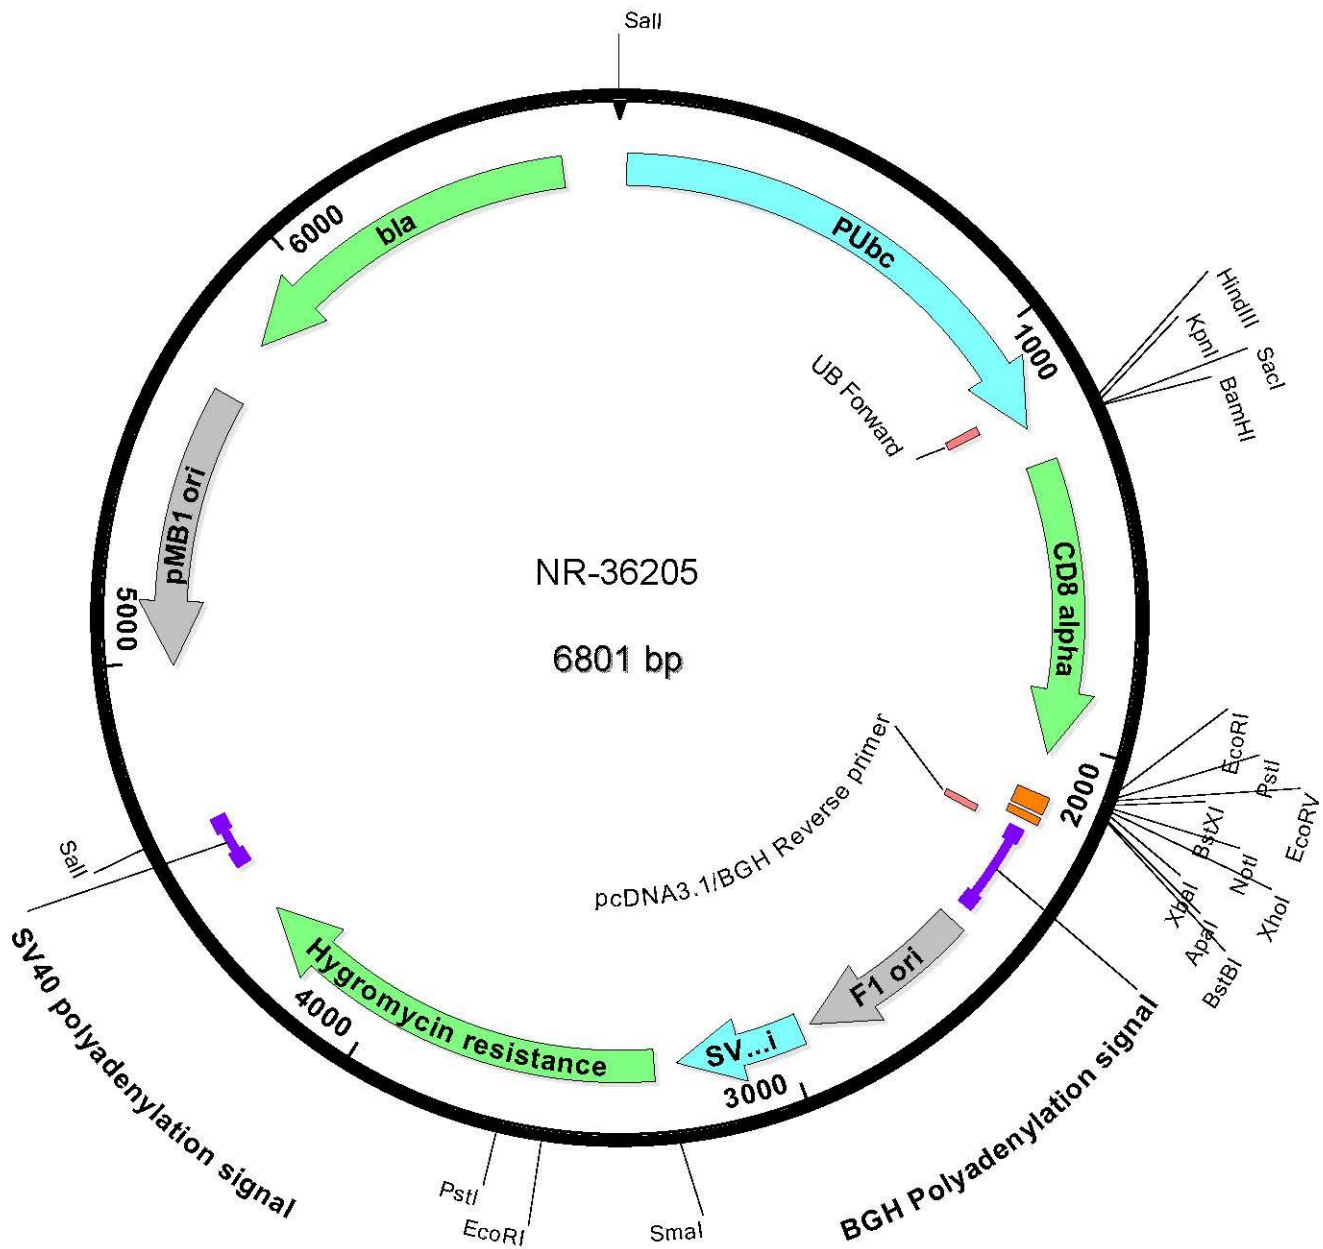 SalI
PUbc
1000
HindIII
KpnI
SacI
BamHI
UB Forward
CD8 alpha
NR-36205
6801 bp
2000
EcoRI
PstI
EcoRV
BstXI
NotI
XhoI
XbaI
ApaI
BstBI
pcDNA3.1/BGH Reverse primer
BGH Polyadenylation signal
F1 ori
SV...i
3000
SmaI
EcoRI
PstI
Hygromycin resistance
4000
SV40 polyadenylation signal
SalI
5000
pMB1 ori
6000
bla